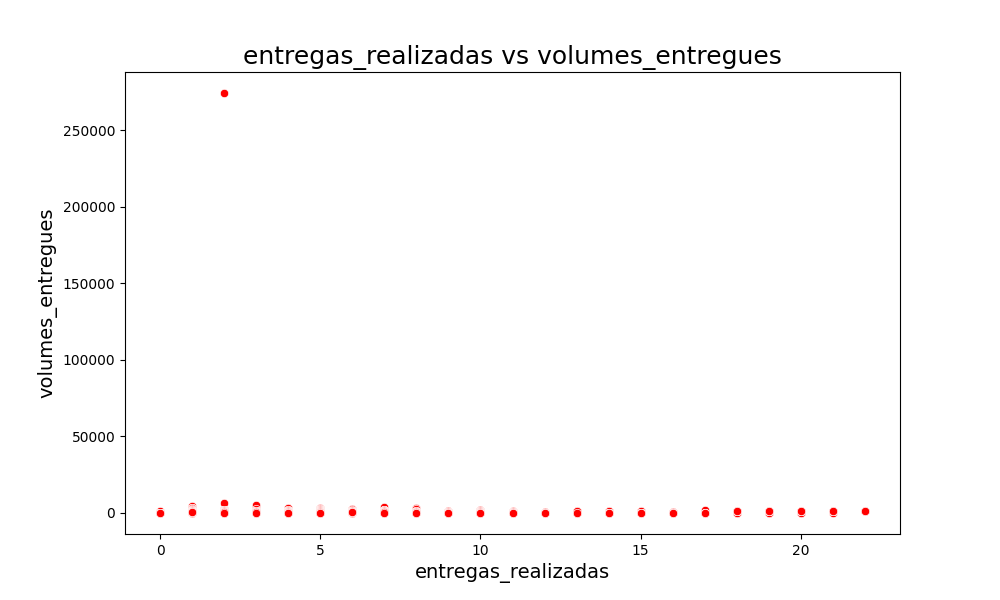 entregas_realizadas vs volumes_entregues
volumes_entregues
250000
200000
150000
100000
50000
0
0 5 10 15 20
entregas_realizadas